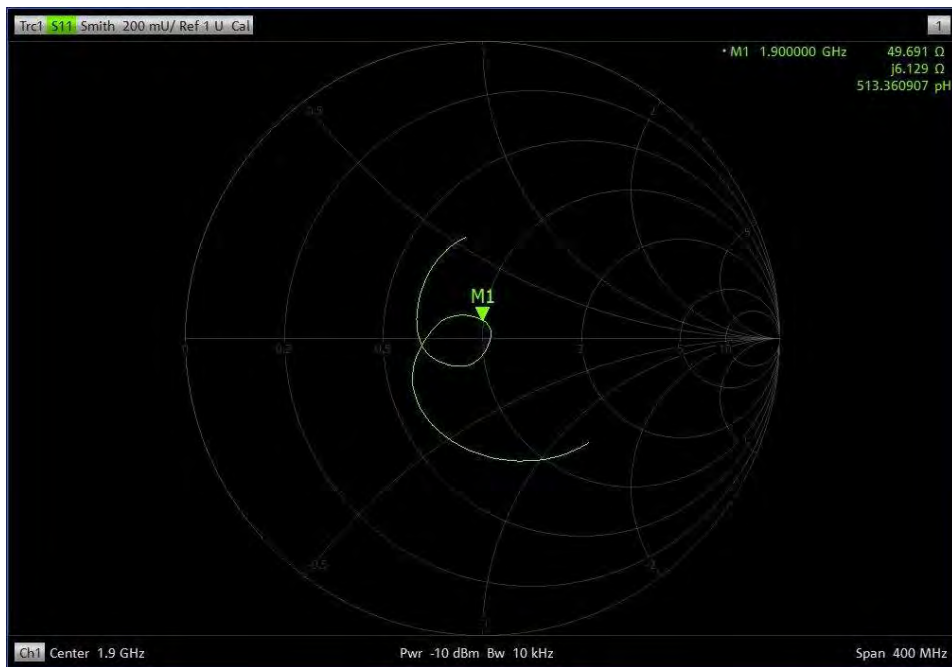 Trc1 S11 Smith 200 mU/ Ref 1 U Cal
1
• M1 1.900000 GHz 49.691 Ω
j6.129 Ω
513.360907 pH
0.5
2
5
M1
0 0.2 0.5 2 5 10
-0.5
-2
Ch1 Center 1.9 GHz Pwr -10 dBm Bw 10 kHz Span 400 MHz